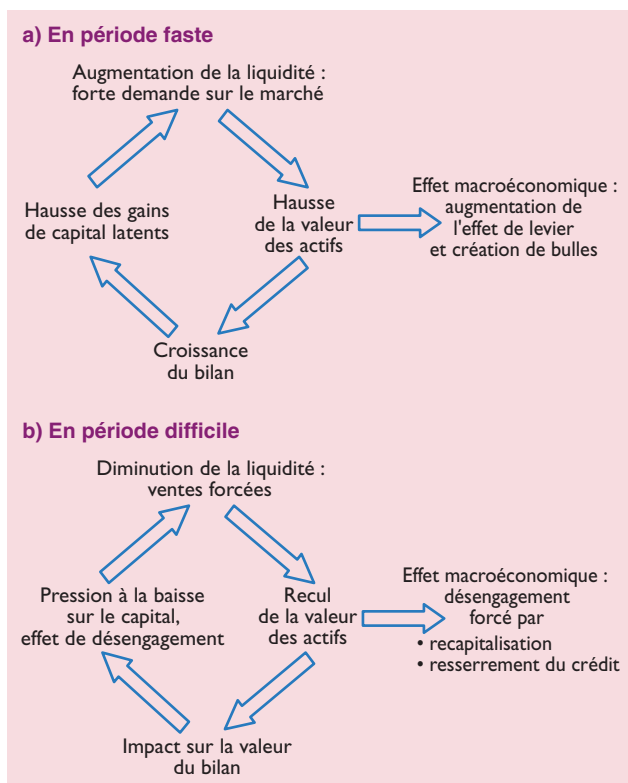 a) En période faste
Augmentation de la liquidité :
forte demande sur le marché
Hausse des gains
de capital latents
Hausse
de la valeur
des actifs
Effet macroéconomique :
augmentation de
l'effet de levier
et création de bulles
Croissance
du bilan
b) En période difficile
Diminution de la liquidité :
ventes forcées
Pression à la baisse
sur le capital,
effet de désengagement
Recul
de la valeur
des actifs
Effet macroéconomique :
désengagement
forcé par
• recapitalisation
• resserrement du crédit
Impact sur la valeur
du bilan